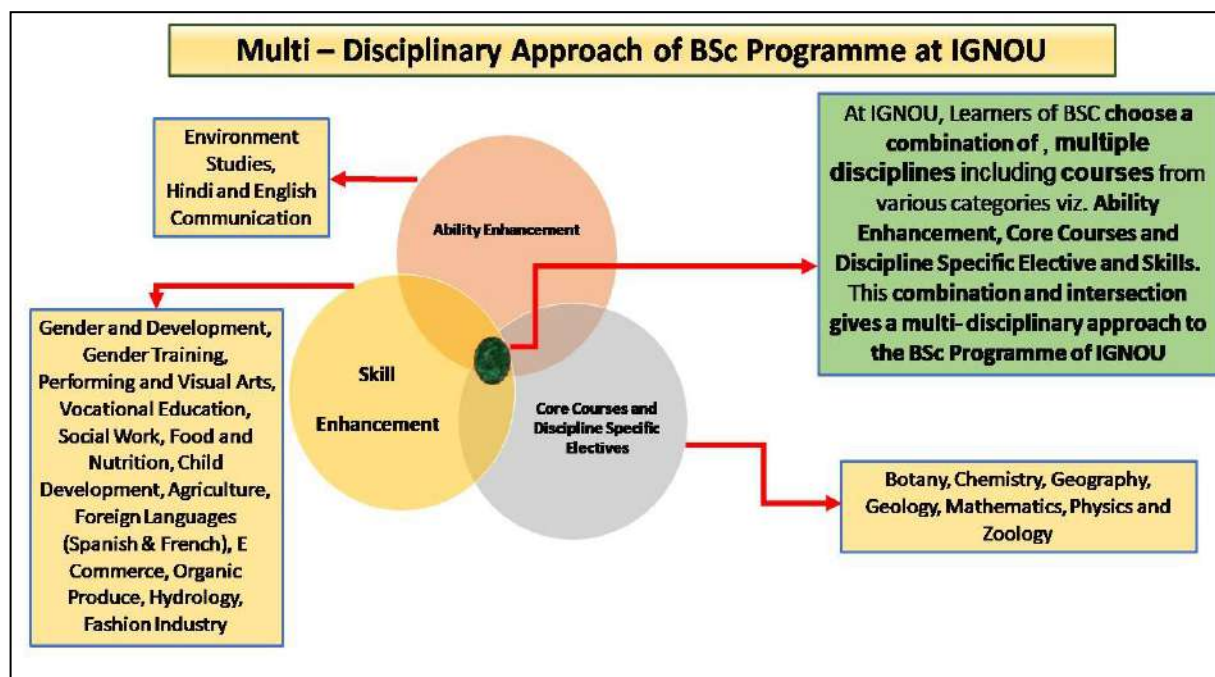 Multi – Disciplinary Approach of BSc Programme at IGNOU
Environment
Studies,
Hindi and English
Communication
Ability Enhancement
At IGNOU, Learners of BSC choose a
combination of , multiple
disciplines including courses from
various categories viz. Ability
Enhancement, Core Courses and
Discipline Specific Elective and Skills.
This combination and intersection
gives a multi- disciplinary approach to
the BSc Programme of IGNOU
Gender and Development,
Gender Training,
Performing and Visual Arts,
Vocational Education,
Social Work, Food and
Nutrition, Child
Development, Agriculture,
Foreign Languages
(Spanish & French), E
Commerce, Organic
Produce, Hydrology,
Fashion Industry
Skill
Enhancement
Core Courses and
Discipline Specific
Electives
Botany, Chemistry, Geography,
Geology, Mathematics, Physics and
Zoology